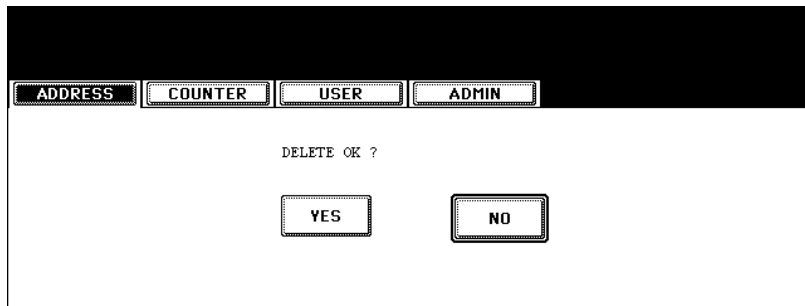 ADDRESS COUNTER USER ADMIN
DELETE OK ?
YES NO